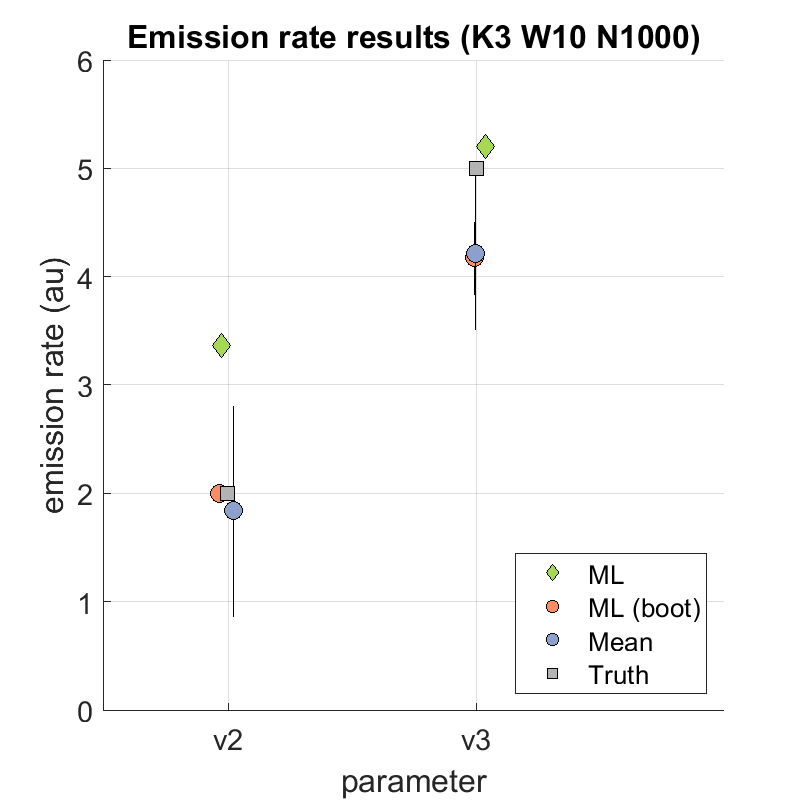 Emission rate results (K3 W10 N1000)
6
5
4
3
2
1
0
emission rate (au)
v2
v3
parameter
ML
ML (boot)
Mean
Truth